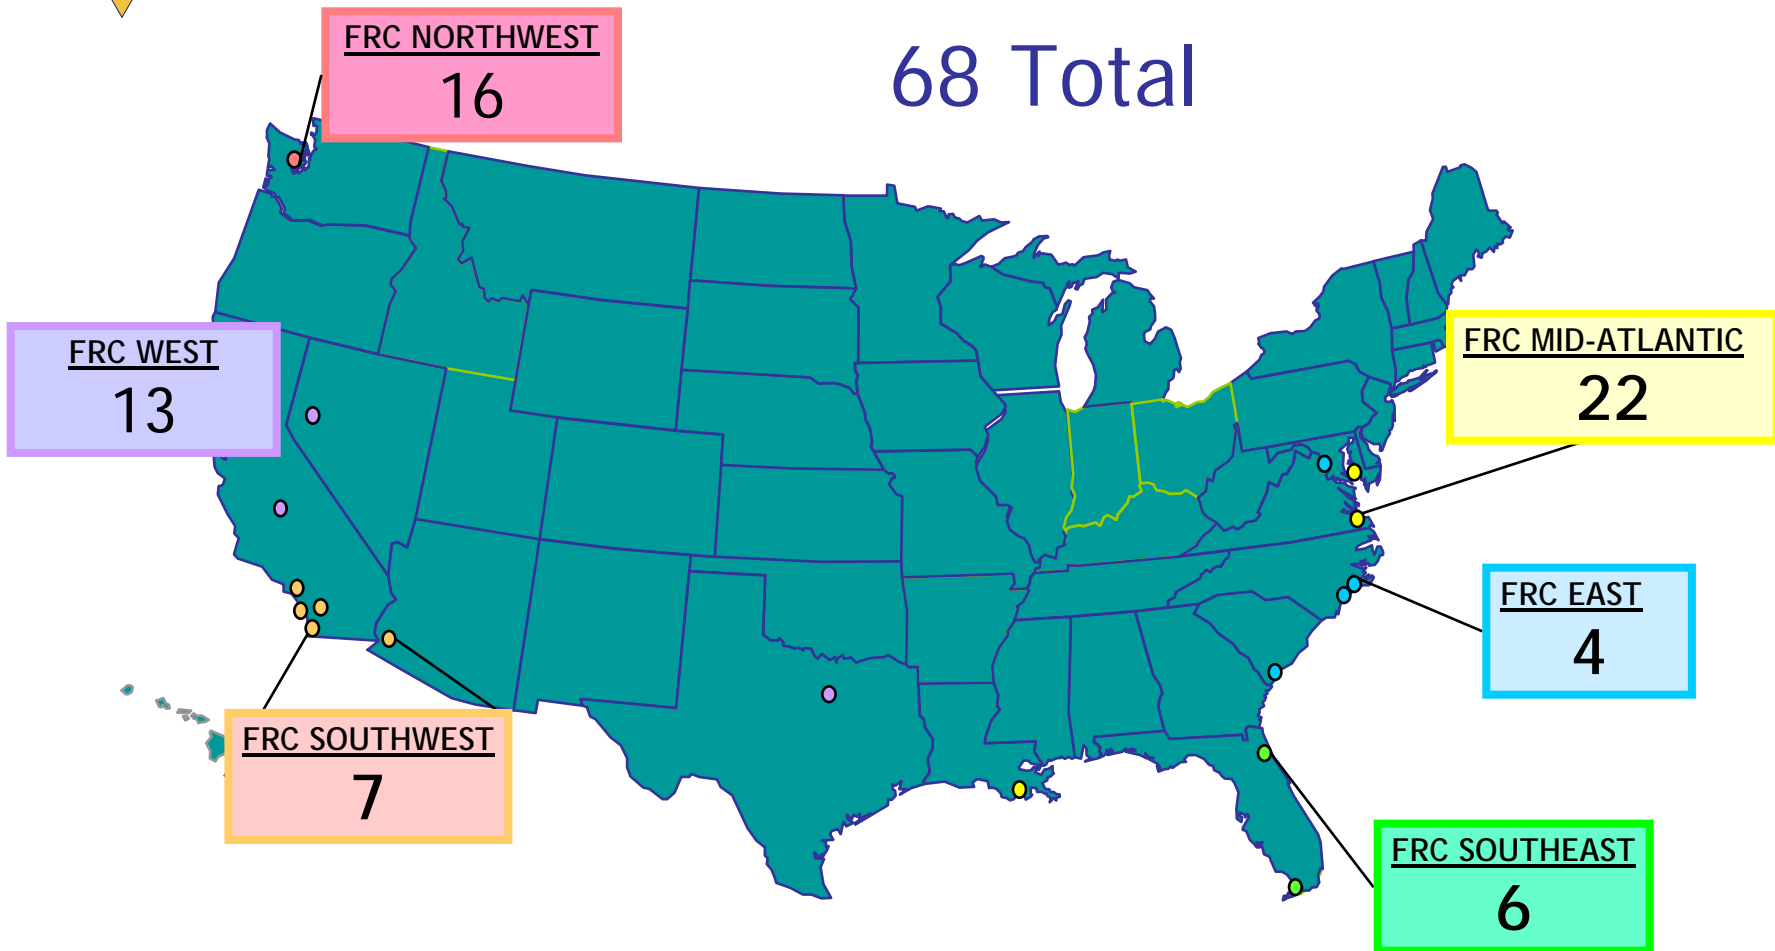 FRC NORTHWEST
16
68 Total
FRC WEST
13
FRC MID-ATLANTIC
22
FRC EAST
4
FRC SOUTHWEST
7
FRC SOUTHEAST
6